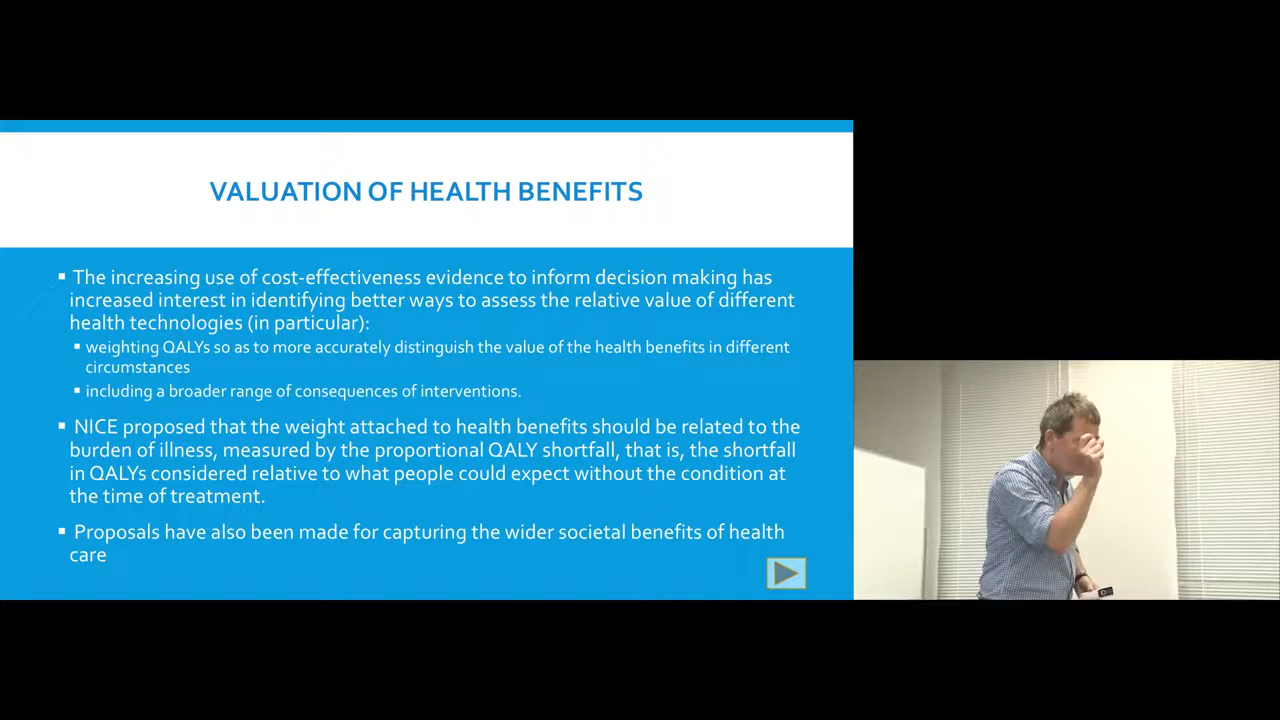 VALUATION OF HEALTH BENEFITS
▪ The increasing use of cost-effectiveness evidence to inform decision making has
increased interest in identifying better ways to assess the relative value of different
health technologies (in particular):
▪ weighting QALYs so as to more accurately distinguish the value of the health benefits in different
circumstances
▪ including a broader range of consequences of interventions.
▪ NICE proposed that the weight attached to health benefits should be related to the
burden of illness, measured by the proportional QALY shortfall, that is, the shortfall
in QALYs considered relative to what people could expect without the condition at
the time of treatment.
▪ Proposals have also been made for capturing the wider societal benefits of health
care